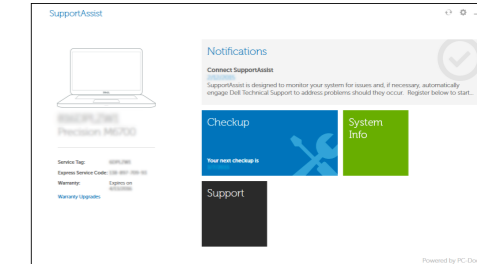 SupportAssist
Notifications
Connect SupportAssist
SupportAssist is designed to monitor your system for issues and, if necessary, automatically
engage Dell Technical Support to address problems should they occur. Register below to start...
Precision M6700
Checkup
System
Info
Your next checkup is
Service Tag:
Express Service Code:
Warranty:
Expires on
Warranty Upgrades
Support
Powered by PC-Doc